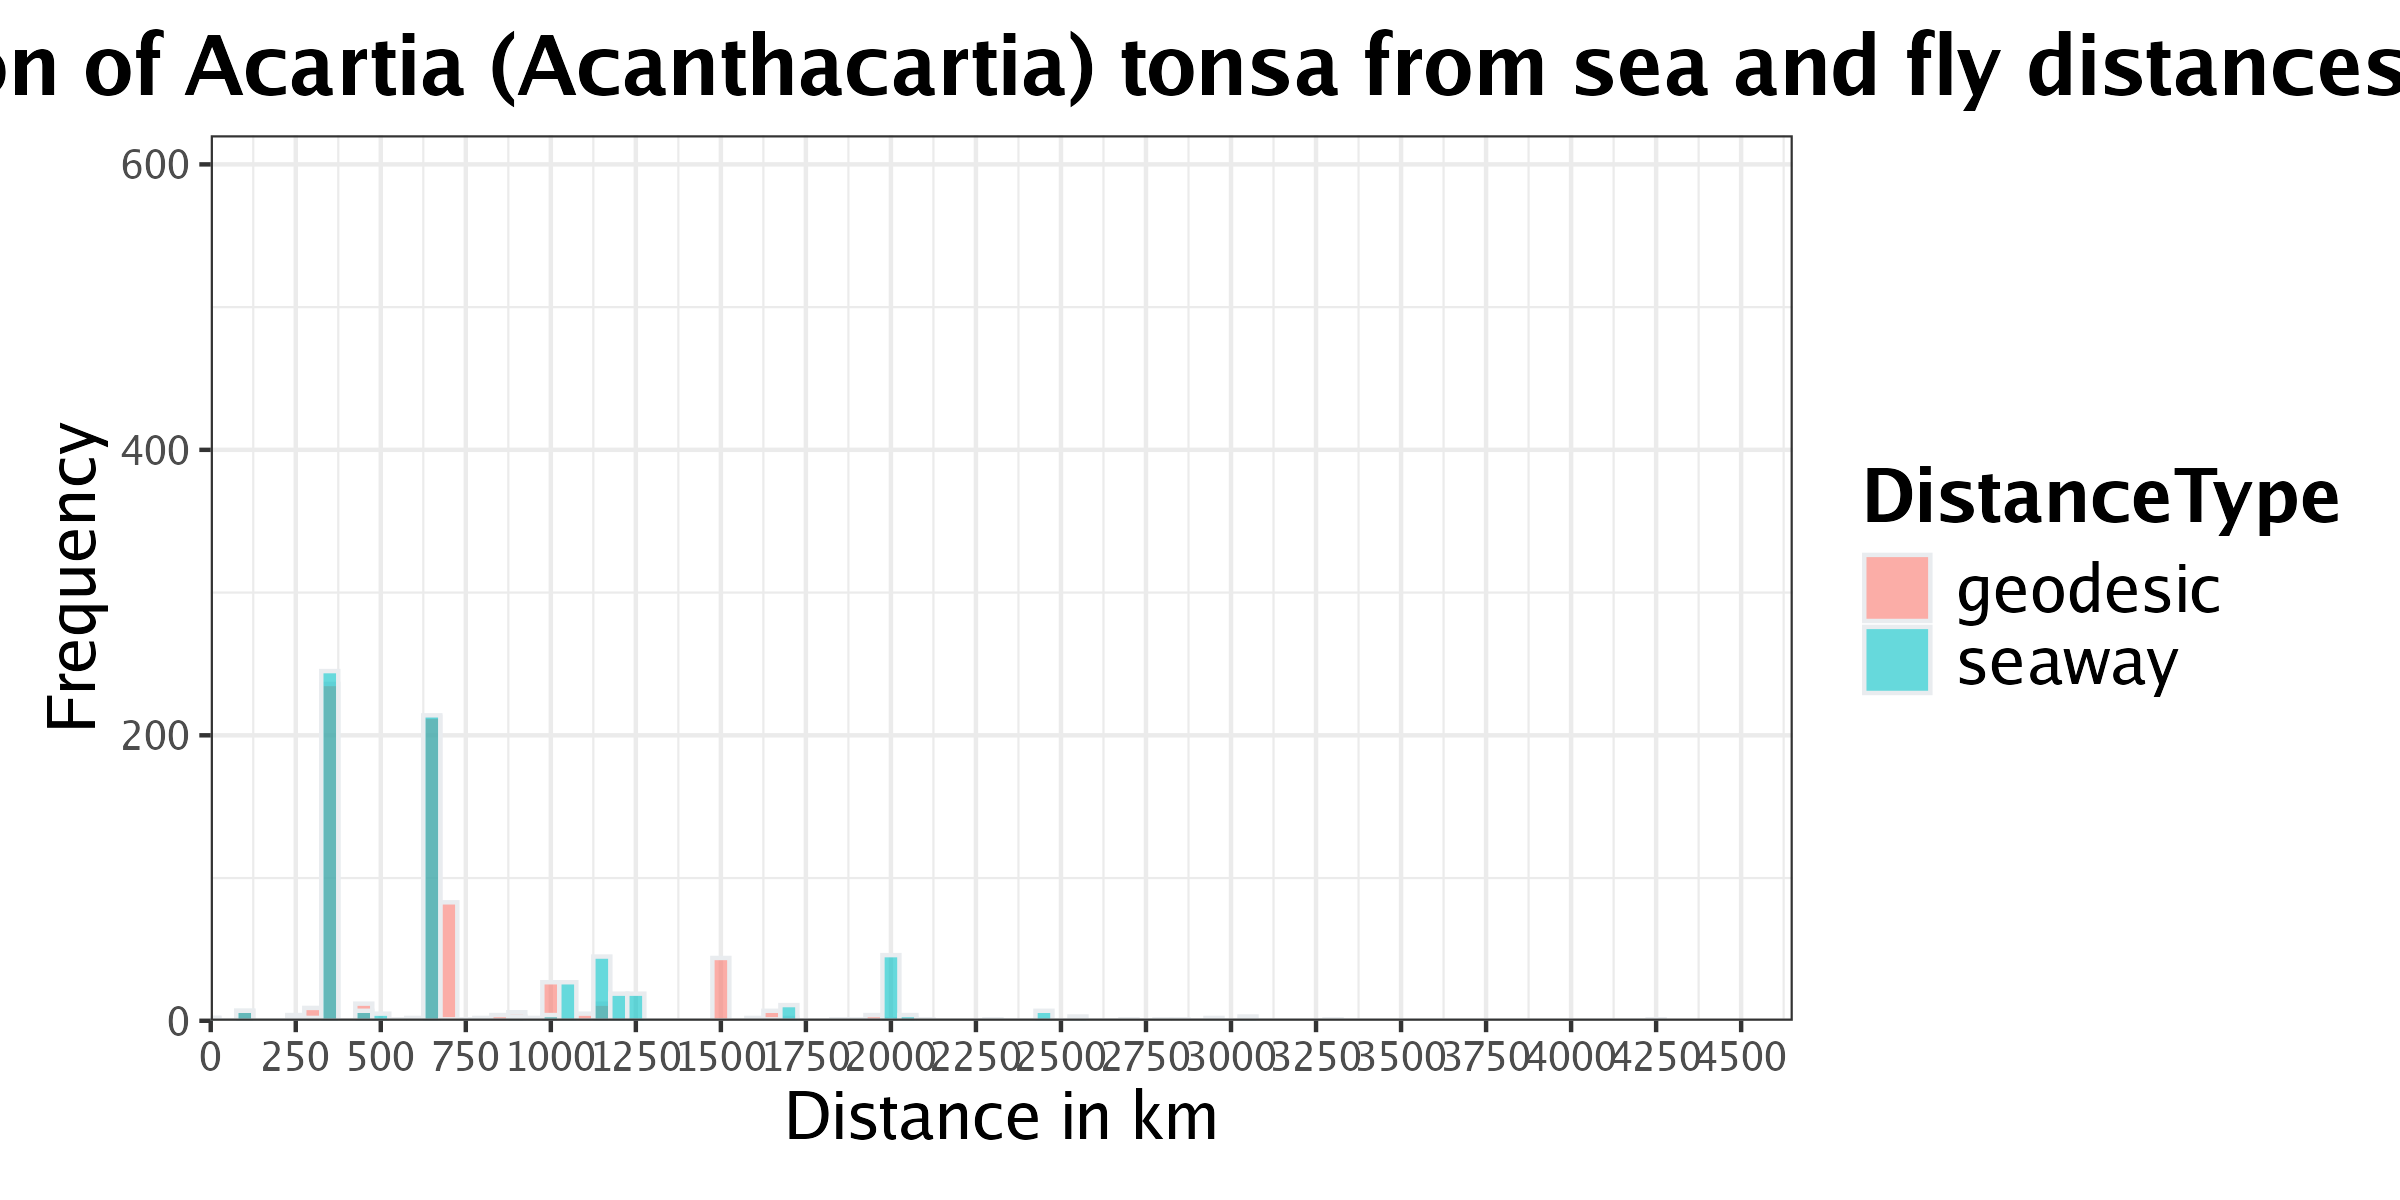 on of Acartia (Acanthacartia) tonsa from sea and fly distances
600
400
200
0
Frequency
0 250 500 750 1000 1250 1500 1750 2000 2250 2500 2750 3000 3250 3500 3750 4000 4250 4500
Distance in km
DistanceType
geodesic
seaway